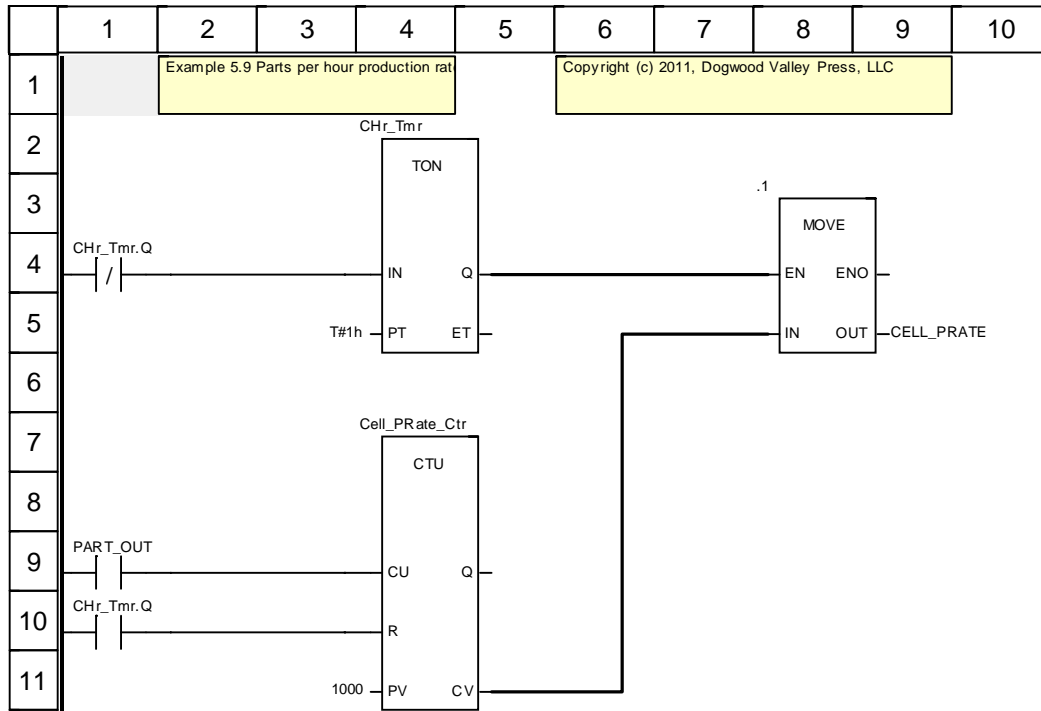 1 2 3 4 5 6 7 8 9 10
1 Example 5.9 Parts per hour production rat Copyright (c) 2011, Dogwood Valley Press, LLC
2 CHr_Tmr
TON
3 .1
MOVE
4 CHr_Tmr.Q
/ IN Q EN ENO
5 T#1h PT ET IN OUT CELL_PRATE
6
7 Cell_PRate_Ctr
CTU
8
9 PART_OUT
CU Q
10 CHr_Tmr.Q
R
11 1000 PV CV